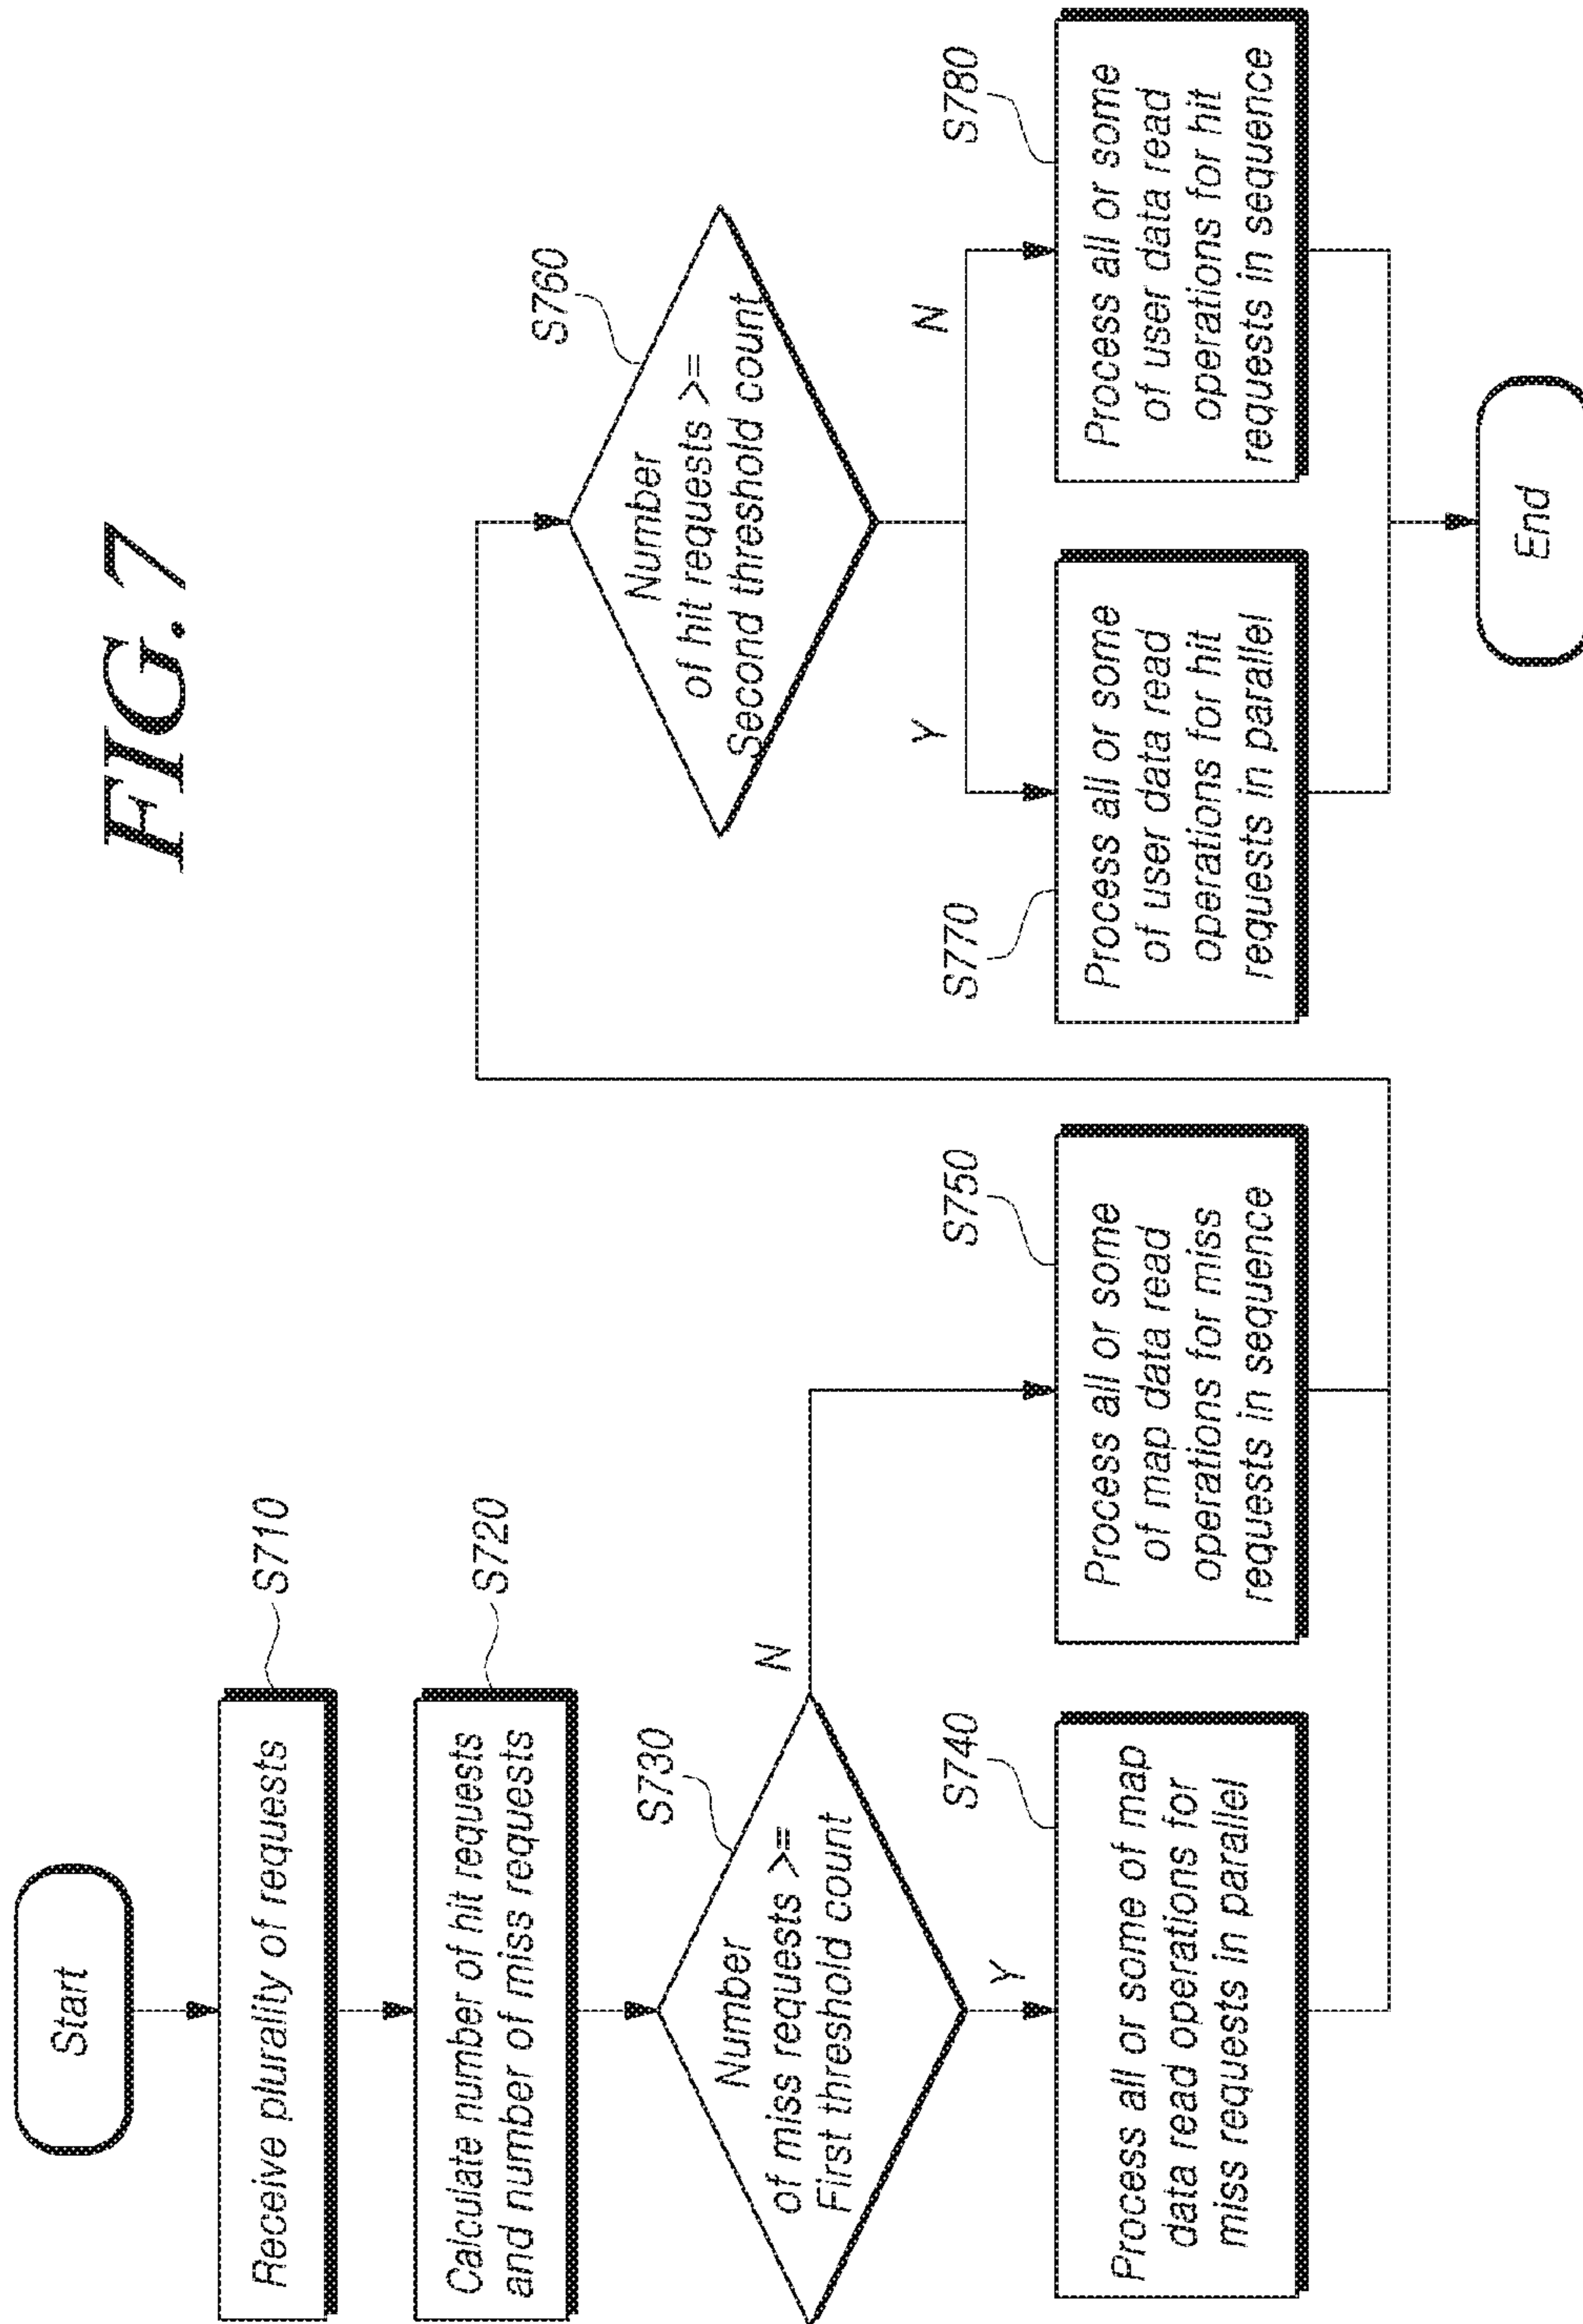 FIG. 7
Start
Receive plurality of requests
S710
Calculate number of hit requests
and number of miss requests
S720
Number
of miss requests >=
First threshold count
S730
Y
N
Process all or some of map
data read operations for
miss requests in parallel
S740
Process all or some
of map data read
operations for miss
requests in sequence
S750
Number
of hit requests >=
Second threshold count
S760
Y
N
Process all or some
of user data read
operations for hit
requests in parallel
S770
Process all or some
of user data read
operations for hit
requests in sequence
S780
End